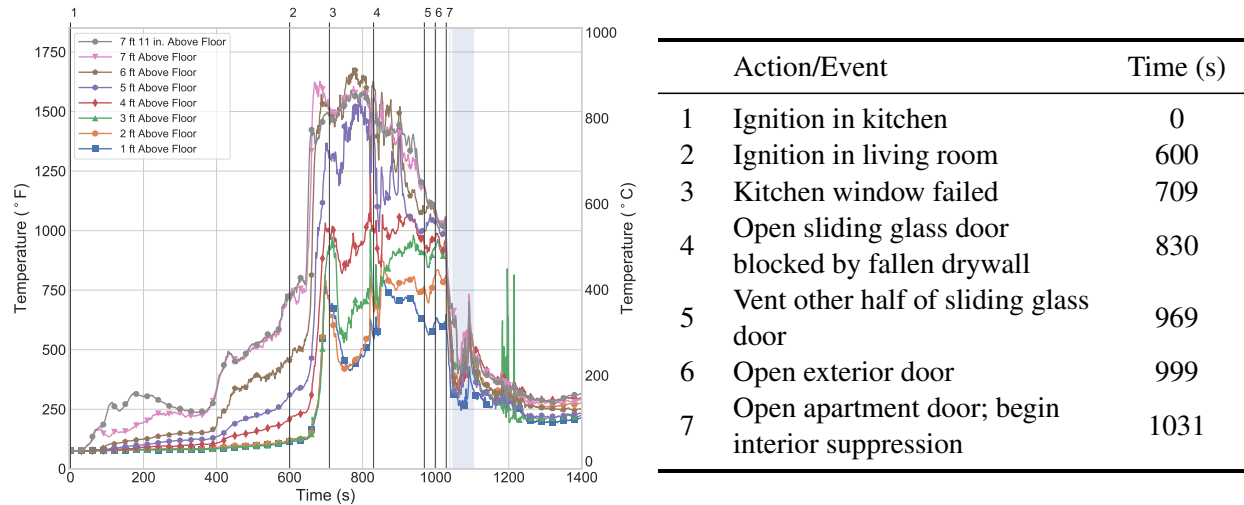 1 2 3 4 5 6 7
1750
1500
1250
1000
750
500
250
0
Temperature (° F)
7 ft 11 in. Above Floor
7 ft Above Floor
6 ft Above Floor
5 ft Above Floor
4 ft Above Floor
3 ft Above Floor
2 ft Above Floor
1 ft Above Floor
1000
800
600
400
200
0
Temperature (° C)
0 200 400 600 800 1000 1200 1400
Time (s)
Action/Event Time (s)
1 Ignition in kitchen 0
2 Ignition in living room 600
3 Kitchen window failed 709
4 Open sliding glass door
blocked by fallen drywall 830
5 Vent other half of sliding glass
door 969
6 Open exterior door 999
7 Open apartment door; begin
interior suppression 1031